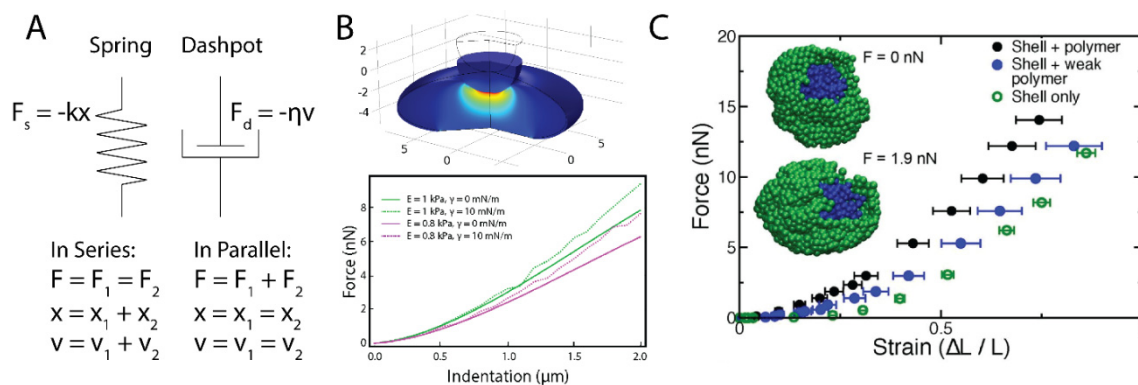 A
Spring
Dashpot
F_s = -kx
F_d = -ηv
In Series:
F = F_1 = F_2
x = x_1 + x_2
v = v_1 + v_2
In Parallel:
F = F_1 + F_2
x = x_1 = x_2
v = v_1 = v_2
B
2
0
-2
-4
5
0
0
5
E = 1 kPa, γ = 0 mN/m
E = 1 kPa, γ = 10 mN/m
E = 0.8 kPa, γ = 0 mN/m
E = 0.8 kPa, γ = 10 mN/m
Force (nN)
8
4
0
0.0
0.5
1.0
1.5
2.0
Indentation (μm)
C
20
15
10
5
0
Force (nN)
F = 0 nN
F = 1.9 nN
Shell + polymer
Shell + weak
polymer
Shell only
0
0.5
Strain (ΔL / L)